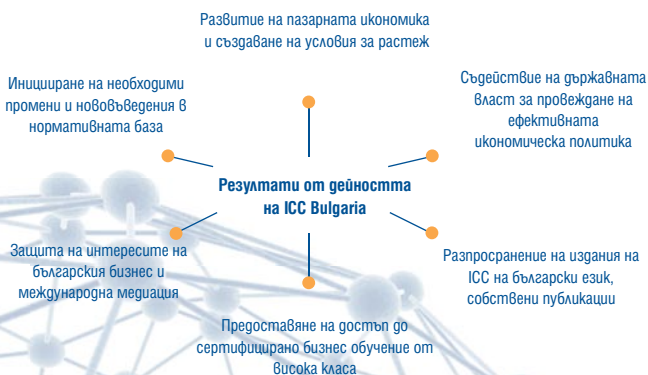 Развитие на пазарната икономика
и създаване на условия за растеж
Иницииране на необходими
промени и нововъведения в
нормативната база
Съдействие на държавната
власт за провеждане на
ефективната
икономическа политика
Резултати от дейността
на ICC Bulgaria
Защита на интересите на
българския бизнес и
международна медиация
Разпросранение на издания на
ICC на български език,
собствени публикации
Предоставяне на достъп до
сертифицирано бизнес обучение от
висока класа